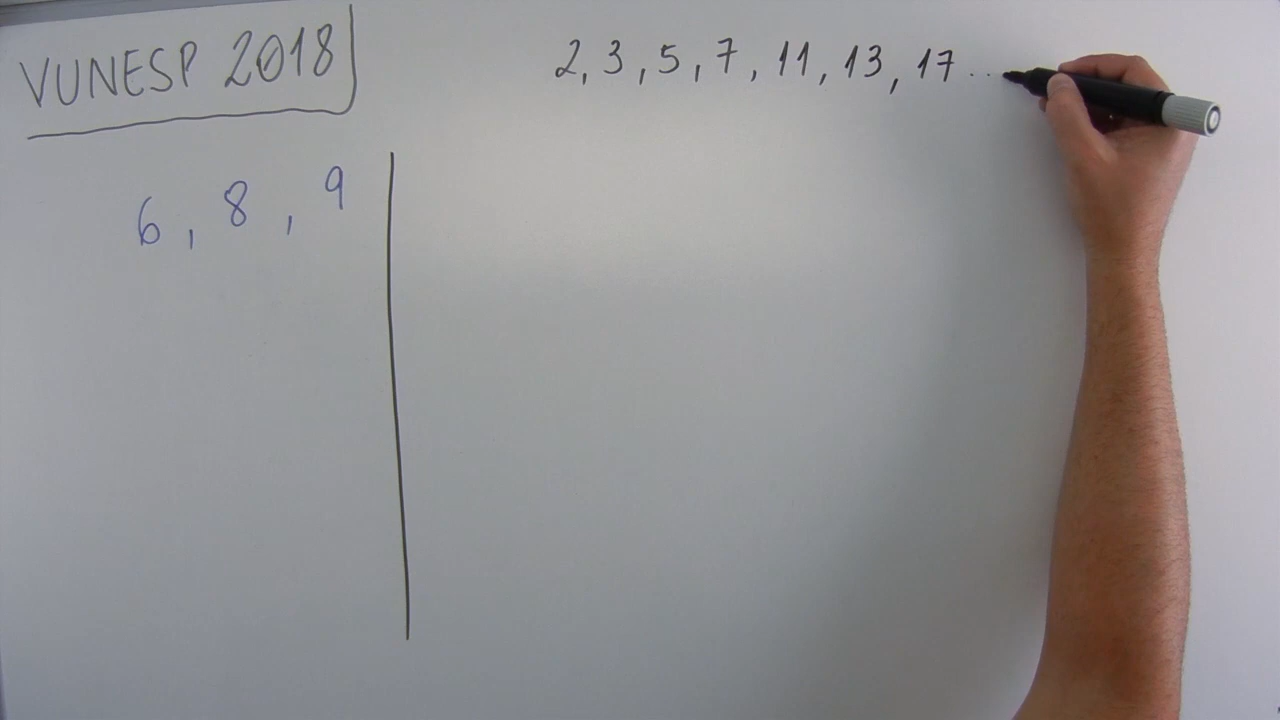 VUNESP 2018
2, 3, 5, 7, 11, 13, 17...
6, 8, 9